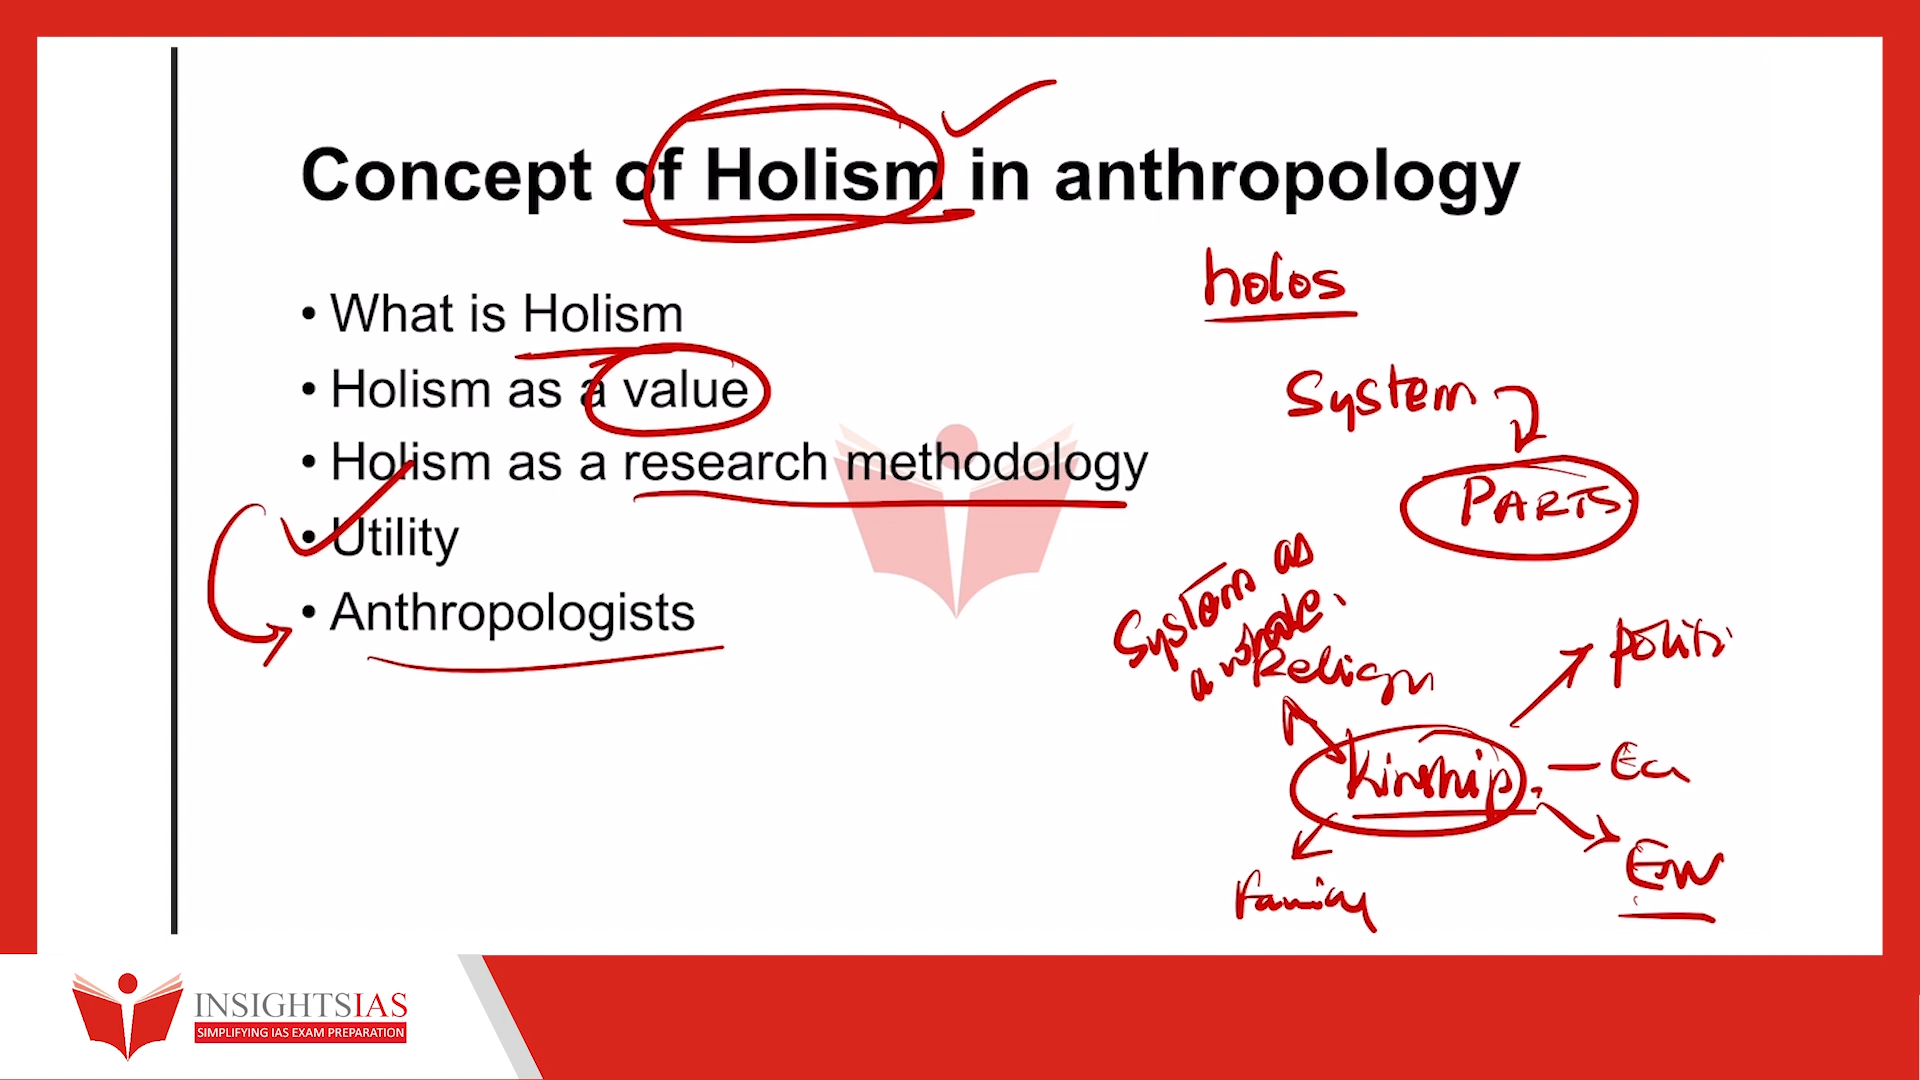 Concept of Holism in anthropology
holos
• What is Holism
• Holism as a value
System
• Holism as a research methodology
PARTS
• Utility
System as
a whole
• Anthropologists
Religion
politi
Kinship
Ec
Family
INSIGHTSIAS
SIMPLIFYING IAS EXAM PREPARATION